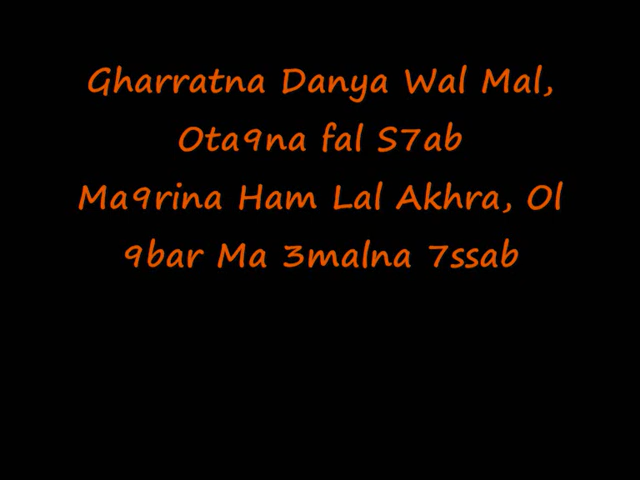 Gharratna Danya Wal Mal,
Ota9na fal S7ab
Ma9rina Ham Lal Akhra, Ol
9bar Ma 3malna 7ssab